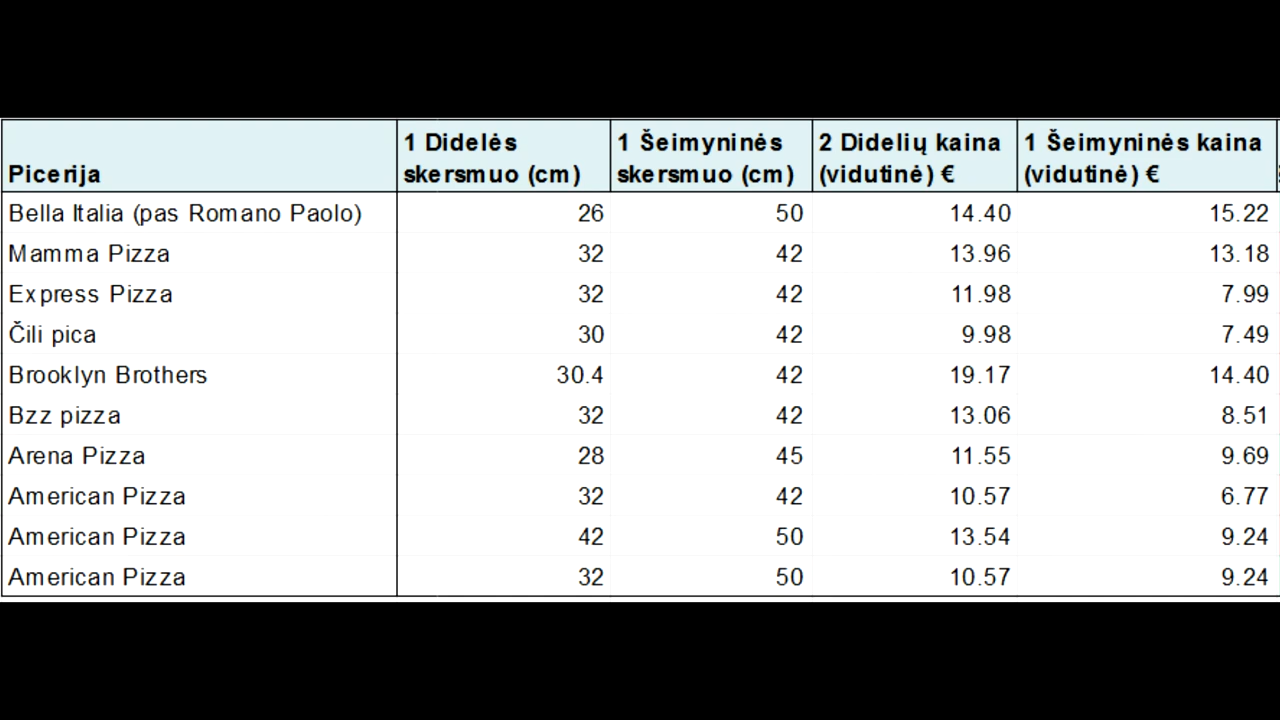 Picerija 1 Didelės skersmuo (cm) 1 Šeimyninės skersmuo (cm) 2 Didelių kaina (vidutinė) € 1 Šeimyninės kaina (vidutinė) €
Bella Italia (pas Romano Paolo) 26 50 14.40 15.22
Mamma Pizza 32 42 13.96 13.18
Express Pizza 32 42 11.98 7.99
Čili pica 30 42 9.98 7.49
Brooklyn Brothers 30.4 42 19.17 14.40
Bzz pizza 32 42 13.06 8.51
Arena Pizza 28 45 11.55 9.69
American Pizza 32 42 10.57 6.77
American Pizza 42 50 13.54 9.24
American Pizza 32 50 10.57 9.24